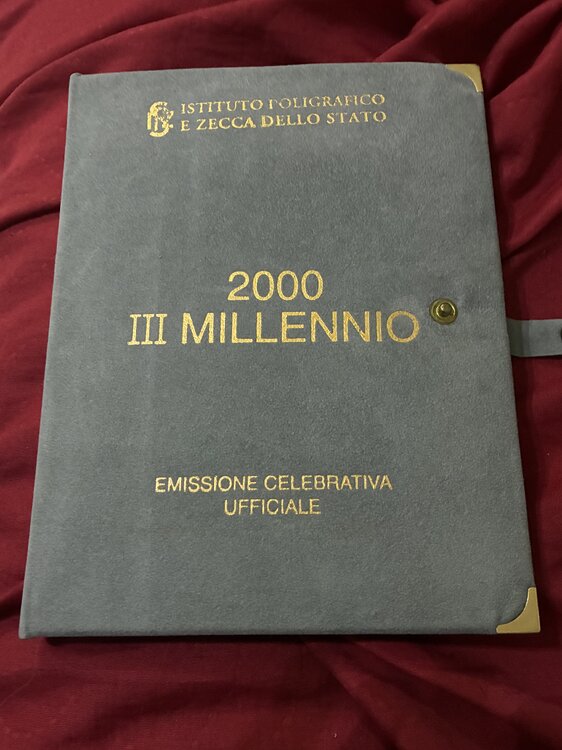 ISTITUTO POLIGRAFICO
E ZECCA DELLO STATO
2000
III MILLENNIO
EMISSIONE CELEBRATIVA
UFFICIALE